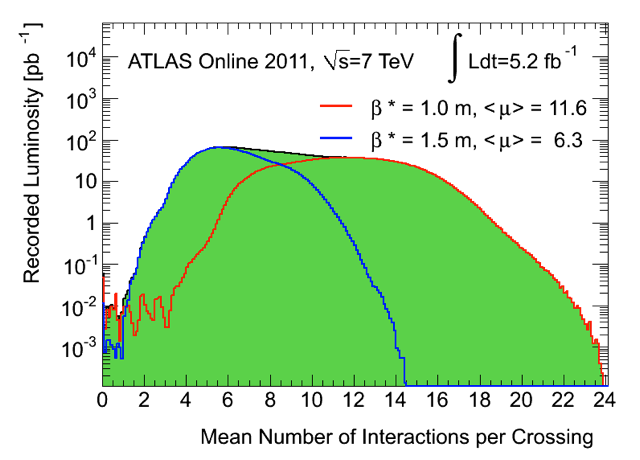 ATLAS Online 2011, √s=7 TeV ∫ Ldt=5.2 fb⁻¹
β * = 1.0 m, < μ > = 11.6
β * = 1.5 m, < μ > = 6.3
Recorded Luminosity [pb⁻¹]
10⁴
10³
10²
10
1
10⁻¹
10⁻²
10⁻³
0 2 4 6 8 10 12 14 16 18 20 22 24
Mean Number of Interactions per Crossing